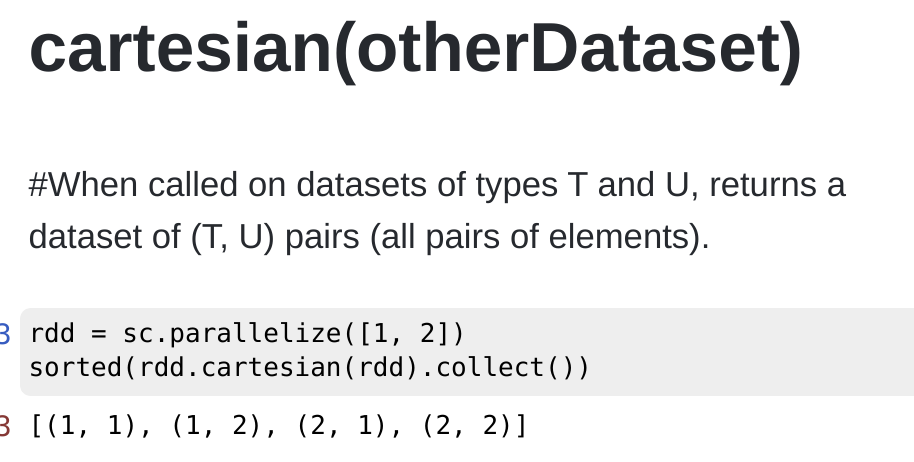 cartesian(otherDataset)
#When called on datasets of types T and U, returns a
dataset of (T, U) pairs (all pairs of elements).
3 rdd = sc.parallelize([1, 2])
sorted(rdd.cartesian(rdd).collect())
3 [(1, 1), (1, 2), (2, 1), (2, 2)]